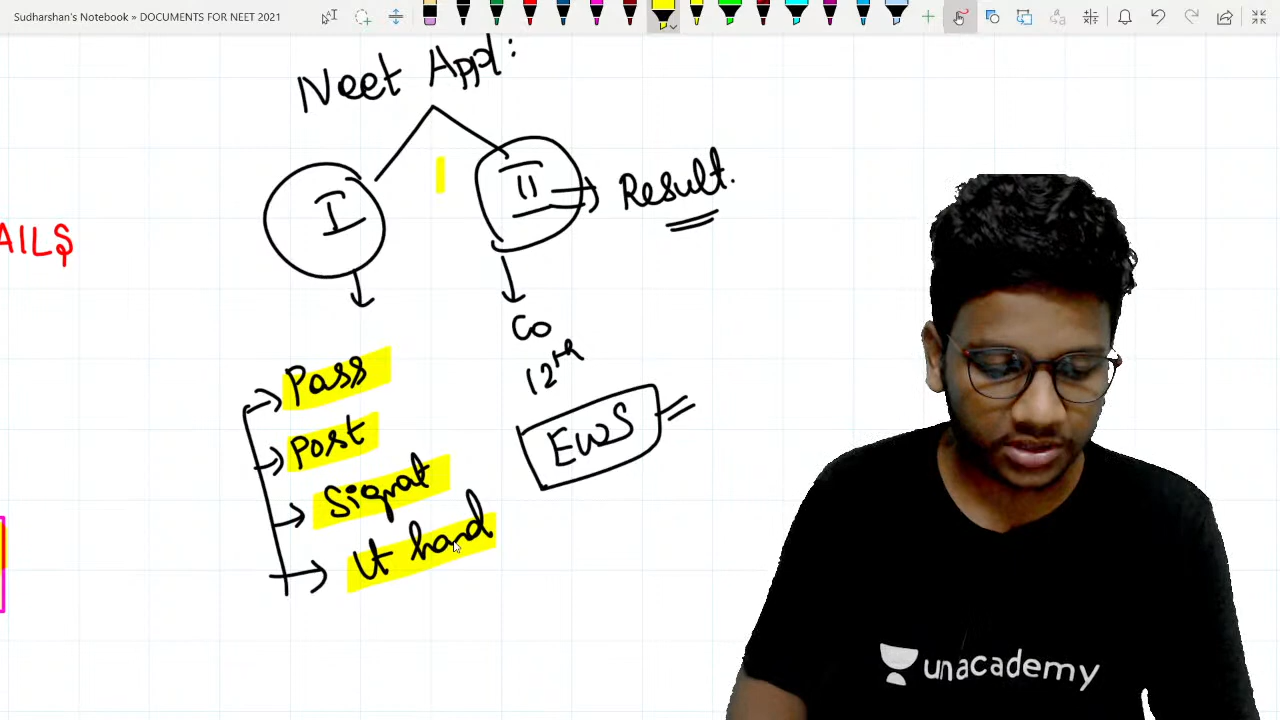 Sudharshan's Notebook » DOCUMENTS FOR NEET 2021
Neet Appl:
I
II
Result.
AILS
Co
12th
Pass
EWS
Post
Signat
lt hand
unacademy